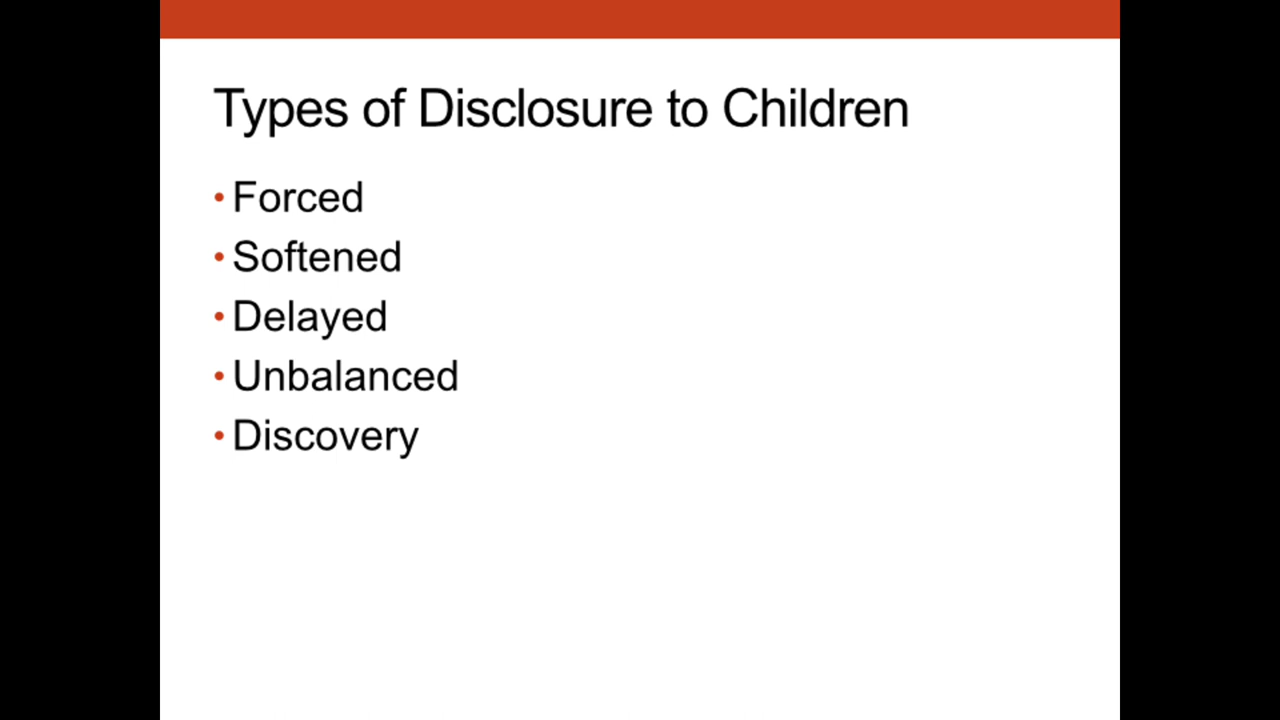 Types of Disclosure to Children
• Forced
• Softened
• Delayed
• Unbalanced
• Discovery